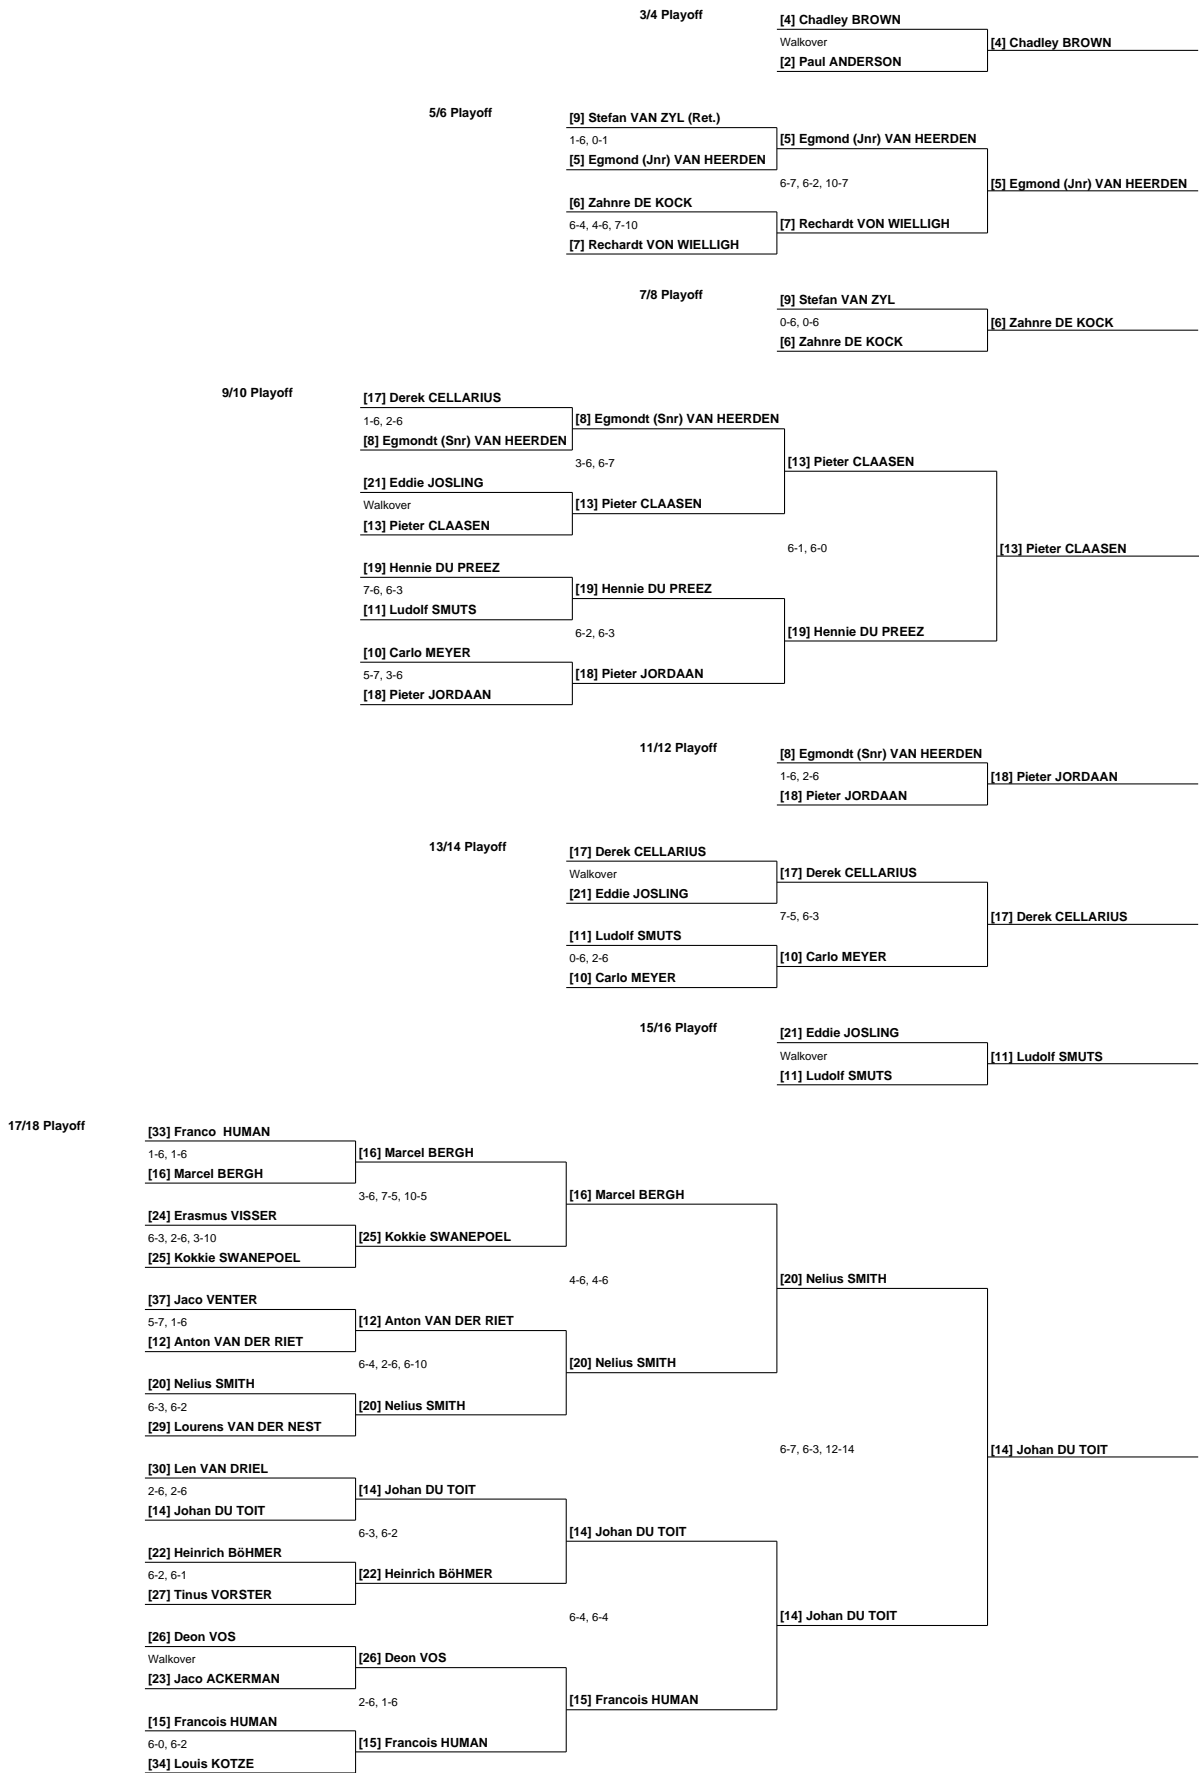 3/4 Playoff
[4] Chadley BROWN
Walkover
[4] Chadley BROWN
[2] Paul ANDERSON
5/6 Playoff
[9] Stefan VAN ZYL (Ret.)
1-6, 0-1
[5] Egmond (Jnr) VAN HEERDEN
[5] Egmond (Jnr) VAN HEERDEN
6-7, 6-2, 10-7
[5] Egmond (Jnr) VAN HEERDEN
[6] Zahnre DE KOCK
6-4, 4-6, 7-10
[7] Rechardt VON WIELLIGH
[7] Rechardt VON WIELLIGH
7/8 Playoff
[9] Stefan VAN ZYL
0-6, 0-6
[6] Zahnre DE KOCK
[6] Zahnre DE KOCK
9/10 Playoff
[17] Derek CELLARIUS
1-6, 2-6
[8] Egmondt (Snr) VAN HEERDEN
[8] Egmondt (Snr) VAN HEERDEN
3-6, 6-7
[13] Pieter CLAASEN
[21] Eddie JOSLING
Walkover
[13] Pieter CLAASEN
[13] Pieter CLAASEN
6-1, 6-0
[13] Pieter CLAASEN
[19] Hennie DU PREEZ
7-6, 6-3
[19] Hennie DU PREEZ
[11] Ludolf SMUTS
6-2, 6-3
[19] Hennie DU PREEZ
[10] Carlo MEYER
5-7, 3-6
[18] Pieter JORDAAN
[18] Pieter JORDAAN
11/12 Playoff
[8] Egmondt (Snr) VAN HEERDEN
1-6, 2-6
[18] Pieter JORDAAN
[18] Pieter JORDAAN
13/14 Playoff
[17] Derek CELLARIUS
Walkover
[17] Derek CELLARIUS
[21] Eddie JOSLING
7-5, 6-3
[17] Derek CELLARIUS
[11] Ludolf SMUTS
0-6, 2-6
[10] Carlo MEYER
[10] Carlo MEYER
15/16 Playoff
[21] Eddie JOSLING
Walkover
[11] Ludolf SMUTS
[11] Ludolf SMUTS
17/18 Playoff
[33] Franco HUMAN
1-6, 1-6
[16] Marcel BERGH
[16] Marcel BERGH
3-6, 7-5, 10-5
[16] Marcel BERGH
[24] Erasmus VISSER
6-3, 2-6, 3-10
[25] Kokkie SWANEPOEL
[25] Kokkie SWANEPOEL
4-6, 4-6
[20] Nelius SMITH
[37] Jaco VENTER
5-7, 1-6
[12] Anton VAN DER RIET
[12] Anton VAN DER RIET
6-4, 2-6, 6-10
[20] Nelius SMITH
[20] Nelius SMITH
6-3, 6-2
[20] Nelius SMITH
[29] Lourens VAN DER NEST
6-7, 6-3, 12-14
[14] Johan DU TOIT
[30] Len VAN DRIEL
2-6, 2-6
[14] Johan DU TOIT
[14] Johan DU TOIT
6-3, 6-2
[14] Johan DU TOIT
[22] Heinrich BöHMER
6-2, 6-1
[22] Heinrich BöHMER
[27] Tinus VORSTER
6-4, 6-4
[14] Johan DU TOIT
[26] Deon VOS
Walkover
[26] Deon VOS
[23] Jaco ACKERMAN
2-6, 1-6
[15] Francois HUMAN
[15] Francois HUMAN
6-0, 6-2
[15] Francois HUMAN
[34] Louis KOTZE